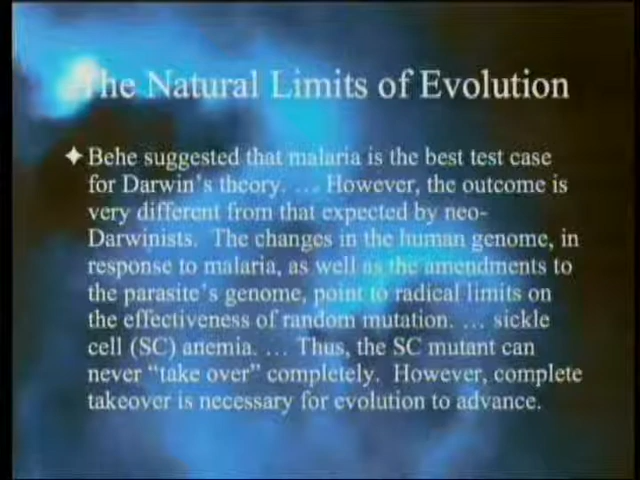 The Natural Limits of Evolution
Behe suggested that malaria is the best test case
for Darwin's theory. … However, the outcome is
very different from that expected by neo-
Darwinists. The changes in the human genome, in
response to malaria, as well as the amendments to
the parasite's genome, point to radical limits on
the effectiveness of random mutation. … sickle
cell (SC) anemia. … Thus, the SC mutant can
never “take over” completely. However, complete
takeover is necessary for evolution to advance.